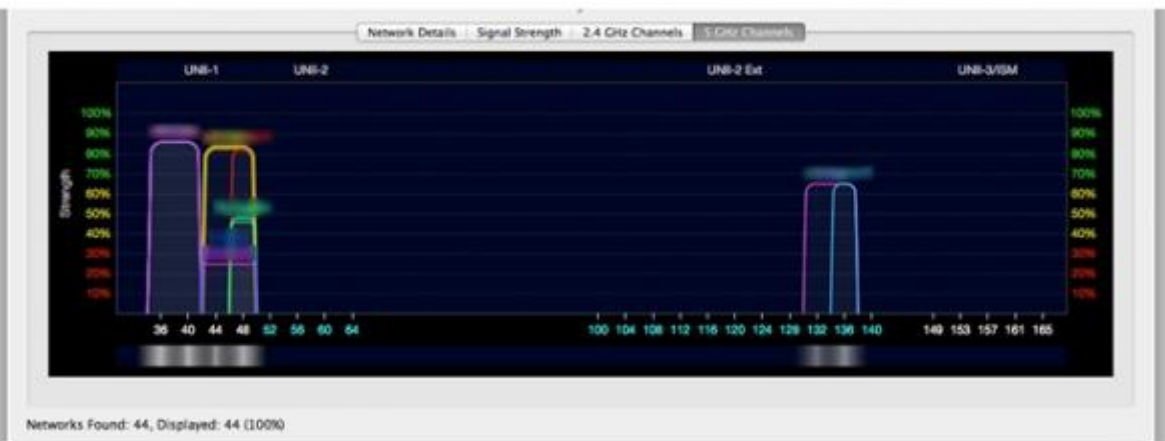 Network Details Signal Strength 2.4 GHz Channels 5 GHz Channels
UNII-1 UNII-2 UNII-2 Ext UNII-3/ISM
100% 100%
90% 90%
80% 80%
70% 70%
60% 60%
50% 50%
40% 40%
30% 30%
20% 20%
10% 10%
Strength
36 40 44 48 52 56 60 64 100 104 108 112 116 120 124 128 132 136 140 149 153 157 161 165
Networks Found: 44, Displayed: 44 (100%)